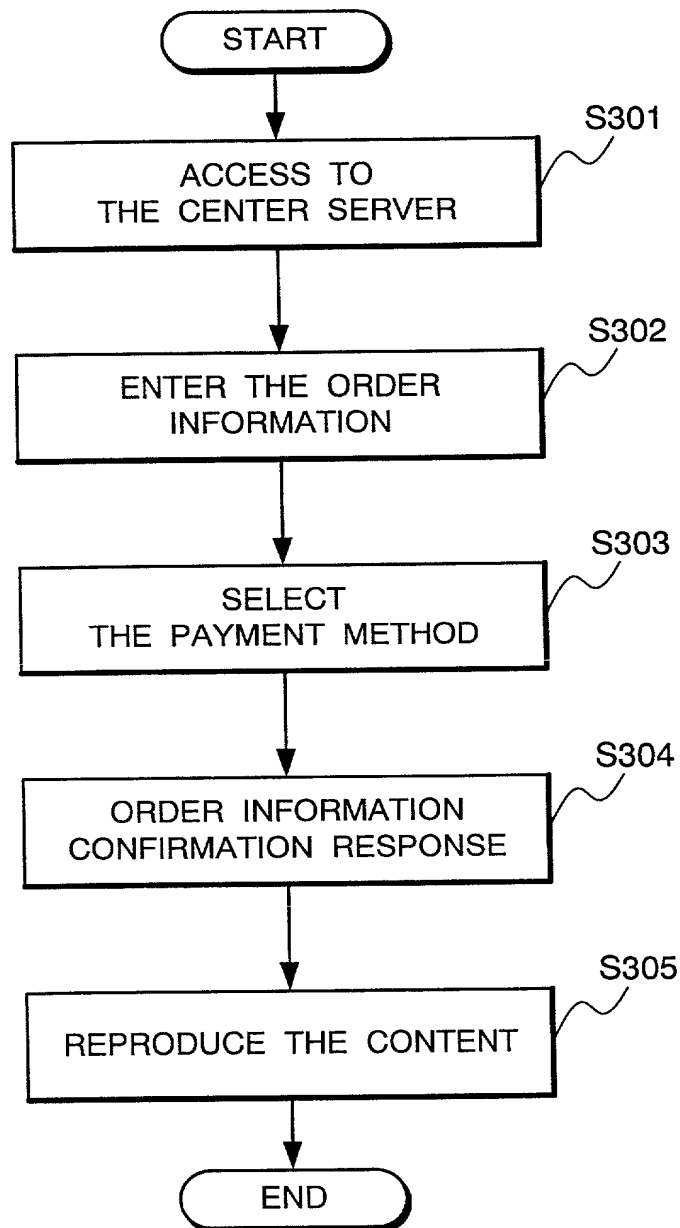 START
S301
ACCESS TO
THE CENTER SERVER
S302
ENTER THE ORDER
INFORMATION
S303
SELECT
THE PAYMENT METHOD
S304
ORDER INFORMATION
CONFIRMATION RESPONSE
S305
REPRODUCE THE CONTENT
END